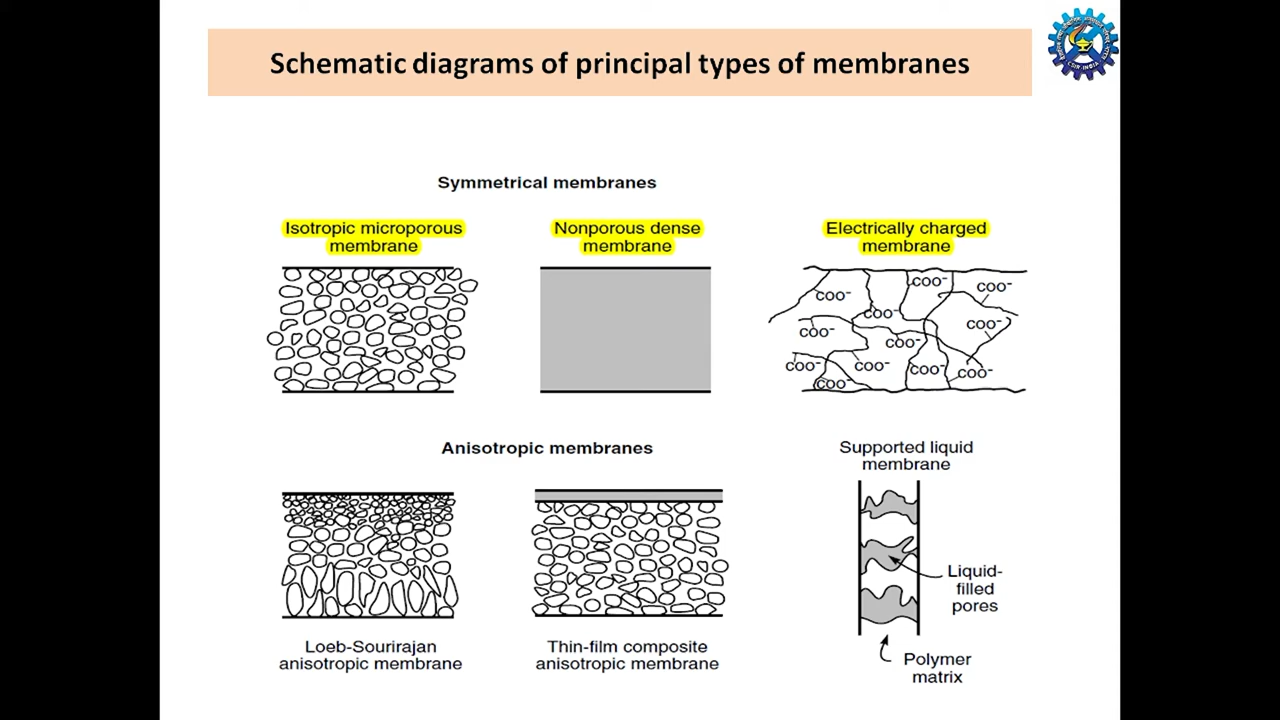 Schematic diagrams of principal types of membranes
CSIR-INDIA
Symmetrical membranes
Isotropic microporous
membrane
Nonporous dense
membrane
Electrically charged
membrane
COO⁻
COO⁻
COO⁻
COO⁻
COO⁻
COO⁻
COO⁻
COO⁻
COO⁻
COO⁻
COO⁻
COO⁻
Anisotropic membranes
Supported liquid
membrane
Liquid-
filled
pores
Polymer
matrix
Loeb-Sourirajan
anisotropic membrane
Thin-film composite
anisotropic membrane